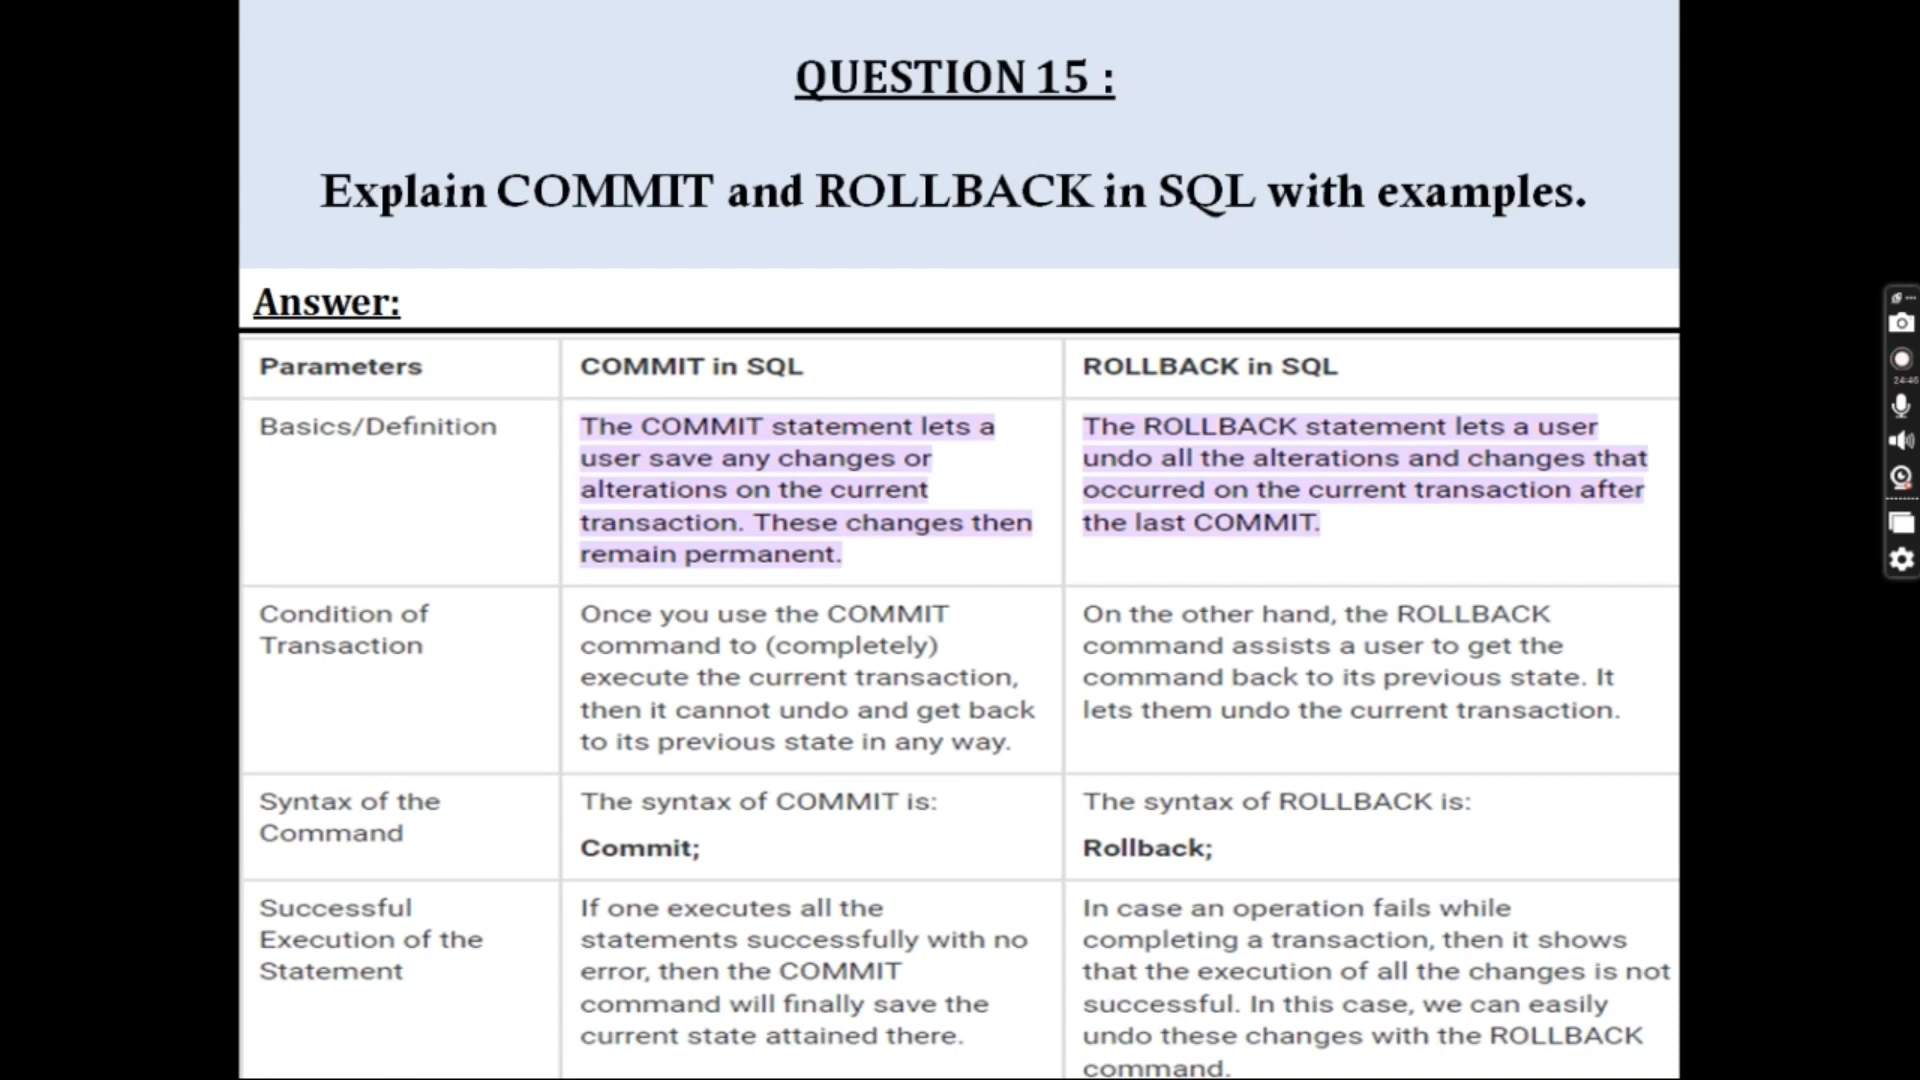 QUESTION 15 :
Explain COMMIT and ROLLBACK in SQL with examples.
Answer:
Parameters
COMMIT in SQL
ROLLBACK in SQL
Basics/Definition
The COMMIT statement lets a
user save any changes or
alterations on the current
transaction. These changes then
remain permanent.
The ROLLBACK statement lets a user
undo all the alterations and changes that
occurred on the current transaction after
the last COMMIT.
Condition of
Transaction
Once you use the COMMIT
command to (completely)
execute the current transaction,
then it cannot undo and get back
to its previous state in any way.
On the other hand, the ROLLBACK
command assists a user to get the
command back to its previous state. It
lets them undo the current transaction.
Syntax of the
Command
The syntax of COMMIT is:
Commit;
The syntax of ROLLBACK is:
Rollback;
Successful
Execution of the
Statement
If one executes all the
statements successfully with no
error, then the COMMIT
command will finally save the
current state attained there.
In case an operation fails while
completing a transaction, then it shows
that the execution of all the changes is not
successful. In this case, we can easily
undo these changes with the ROLLBACK
command.
24:46